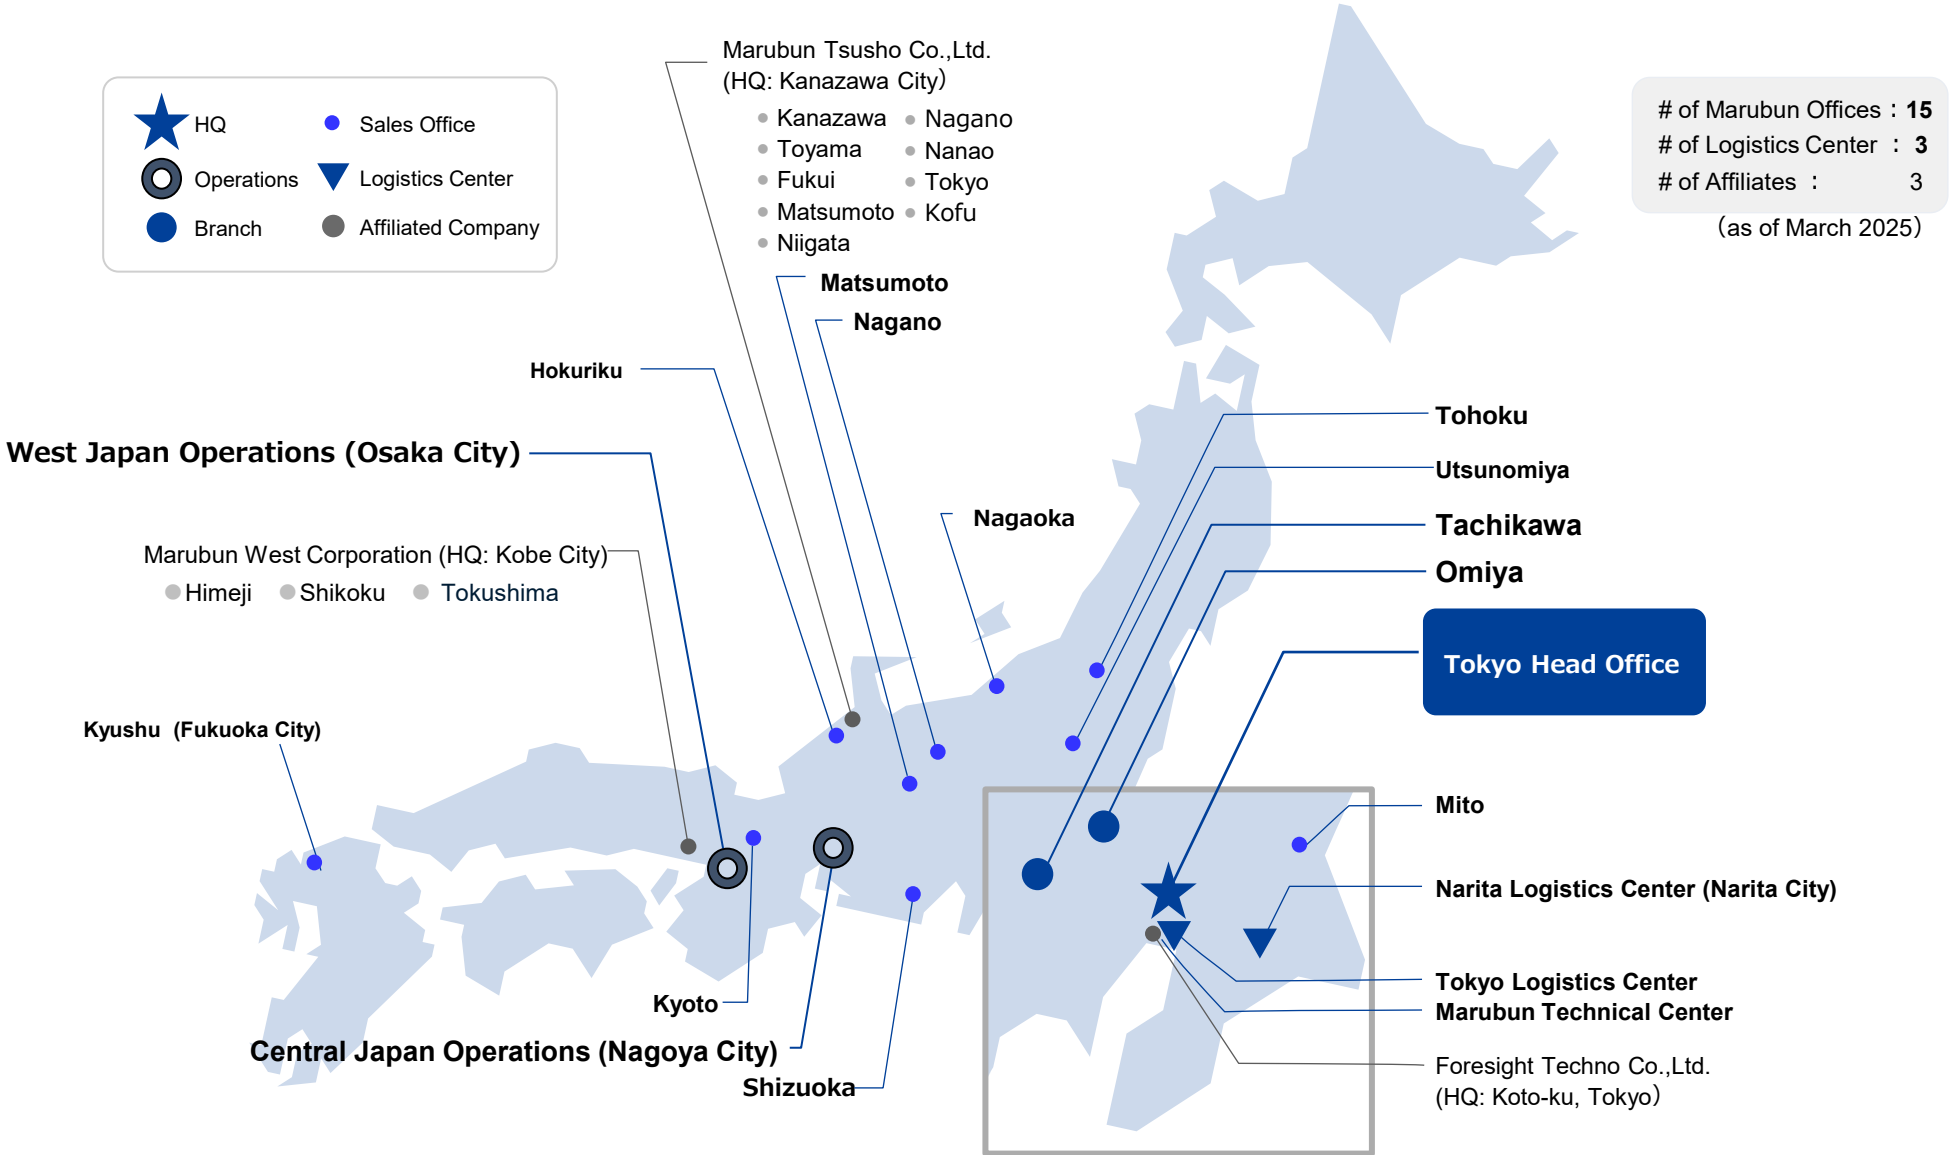 HQ
Sales Office
Operations
Logistics Center
Branch
Affiliated Company
Marubun Tsusho Co.,Ltd.
(HQ: Kanazawa City）
Kanazawa
Nagano
Toyama
Nanao
Fukui
Tokyo
Matsumoto
Kofu
Niigata
# of Marubun Offices：15
# of Logistics Center ：3
# of Affiliates ： 3
（as of March 2025）
Matsumoto
Nagano
Hokuriku
West Japan Operations (Osaka City)
Tohoku
Utsunomiya
Nagaoka
Tachikawa
Marubun West Corporation (HQ: Kobe City)
Himeji
Shikoku
Tokushima
Omiya
Tokyo Head Office
Kyushu (Fukuoka City)
Mito
Narita Logistics Center (Narita City)
Tokyo Logistics Center
Kyoto
Marubun Technical Center
Central Japan Operations (Nagoya City)
Shizuoka
Foresight Techno Co.,Ltd.
(HQ: Koto-ku, Tokyo）